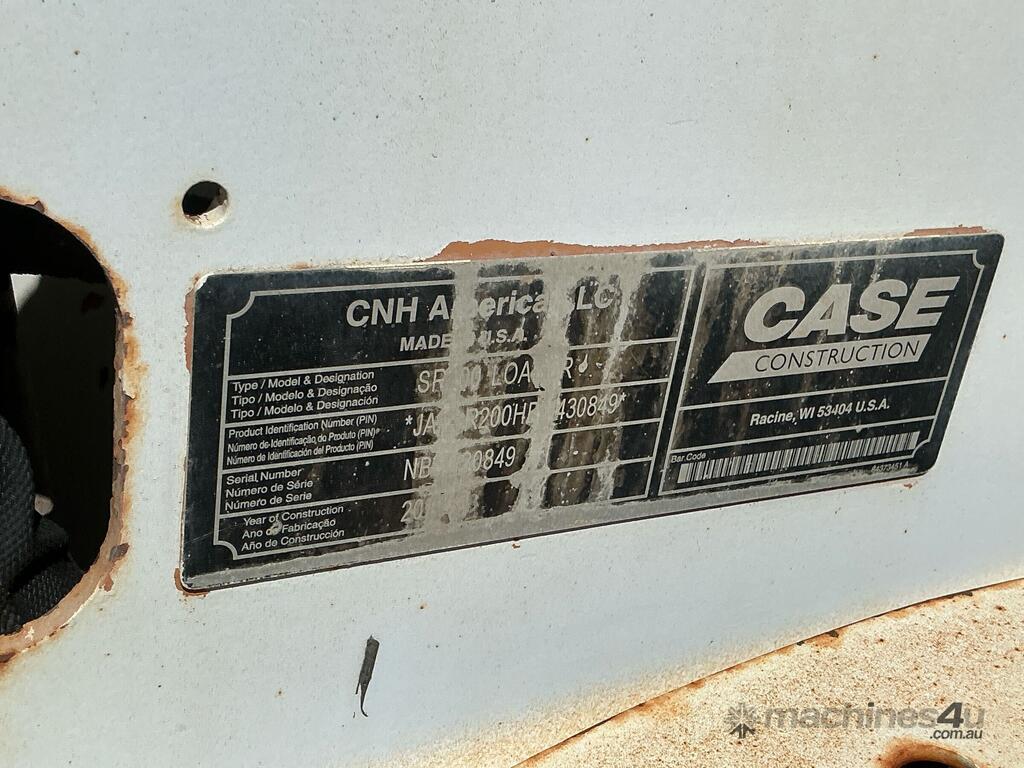 CNH America LLC
MADE U.S.A.
Type / Model & Designation
Tipo / Modelo & Designação
Tipo / Modelo & Designación
LOADER
Product Identification Number (PIN)
Número de Identificação do Produto (PIN)
Número de Identificación del Producto (PIN)
Serial Number
Número de Série
Número de Serie
Year of Construction
Ano de Fabricação
Año de Construcción
CASE
CONSTRUCTION
Racine, WI 53404 U.S.A.
Bar Code
84373451 A
machines4u
.com.au